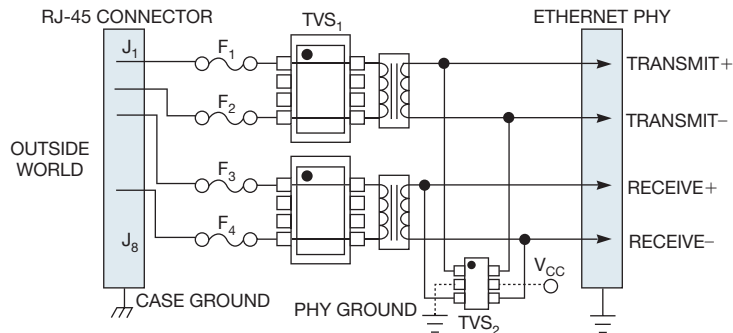 RJ-45 CONNECTOR
TVS1
ETHERNET PHY
J1
F1
TRANSMIT+
F2
TRANSMIT–
OUTSIDE
WORLD
F3
RECEIVE+
F4
J8
RECEIVE–
VCC
CASE GROUND
PHY GROUND
TVS2